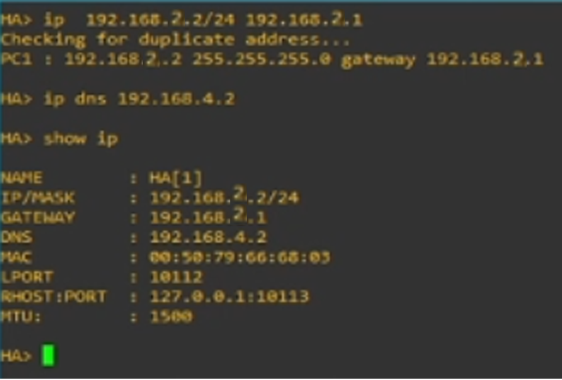 HA> ip  192.168.2.2/24 192.168.2.1
Checking for duplicate address...
PC1 : 192.168.2.2 255.255.255.0 gateway 192.168.2.1
HA> ip dns 192.168.4.2
HA> show ip
NAME        : HA[1]
IP/MASK     : 192.168.2.2/24
GATEWAY     : 192.168.2.1
DNS         : 192.168.4.2
MAC         : 00:50:79:66:68:03
LPORT       : 10112
RHOST:PORT  : 127.0.0.1:10113
MTU:        : 1500
HA>